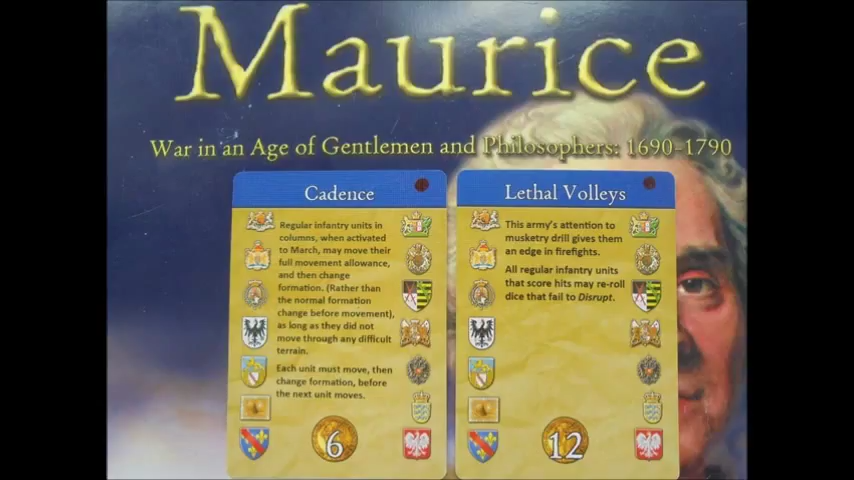 Maurice
War in an Age of Gentlemen and Philosophers: 1690-1790
Cadence
Regular infantry units in
columns, when activated
to March, may move their
full movement allowance,
and then change
formation. (Rather than
the normal formation
change before movement),
as long as they did not
move through any difficult
terrain.
Each unit must move, then
change formation, before
the next unit moves.
6
Lethal Volleys
This army's attention to
musketry drill gives them
an edge in firefights.
All regular infantry units
that score hits may re-roll
dice that fail to Disrupt.
12